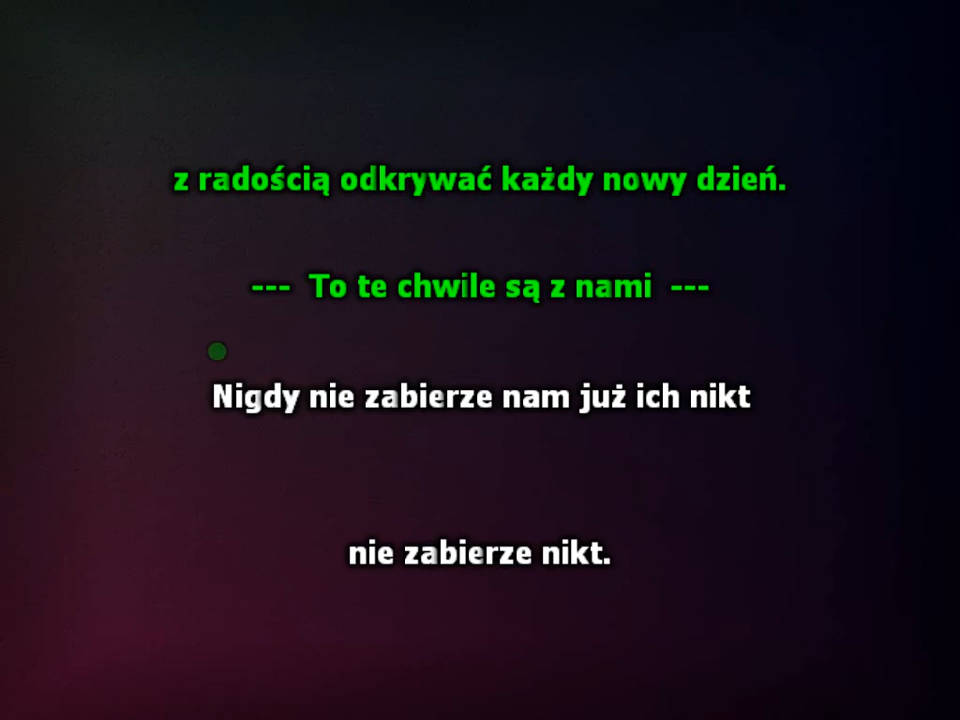 z radością odkrywać każdy nowy dzień.
--- To te chwile są z nami ---
Nigdy nie zabierze nam już ich nikt
nie zabierze nikt.